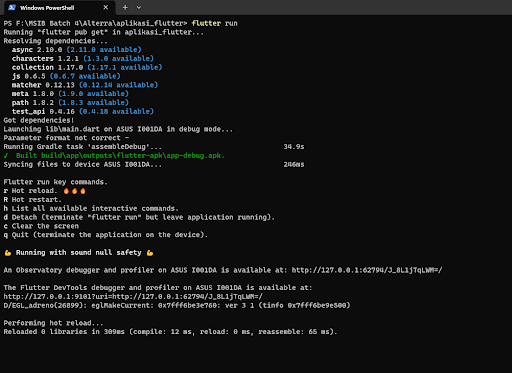 Windows PowerShell
PS F:\MSIB Batch 4\Alterra\aplikasi_flutter> flutter run
Running "flutter pub get" in aplikasi_flutter...
Resolving dependencies...
async 2.10.0 (2.11.0 available)
characters 1.2.1 (1.3.0 available)
collection 1.17.0 (1.17.1 available)
js 0.6.5 (0.6.7 available)
matcher 0.12.13 (0.12.14 available)
meta 1.8.0 (1.9.0 available)
path 1.8.2 (1.8.3 available)
test_api 0.4.16 (0.4.18 available)
Got dependencies!
Launching lib\main.dart on ASUS I001DA in debug mode...
Parameter format not correct -
Running Gradle task 'assembleDebug'... 34.9s
√ Built build\app\outputs\flutter-apk\app-debug.apk.
Syncing files to device ASUS I001DA... 246ms
Flutter run key commands.
r Hot reload. 🔥🔥🔥
R Hot restart.
h List all available interactive commands.
d Detach (terminate "flutter run" but leave application running).
c Clear the screen
q Quit (terminate the application on the device).
💪 Running with sound null safety 💪
An Observatory debugger and profiler on ASUS I001DA is available at: http://127.0.0.1:62794/J_8L1jTqLWM=/
The Flutter DevTools debugger and profiler on ASUS I001DA is available at:
http://127.0.0.1:9101?uri=http://127.0.0.1:62794/J_8L1jTqLWM=/
D/EGL_adreno(26899): eglMakeCurrent: 0x7fff6be3e760: ver 3 1 (tinfo 0x7fff6be9e500)
Performing hot reload...
Reloaded 0 libraries in 309ms (compile: 12 ms, reload: 0 ms, reassemble: 65 ms).